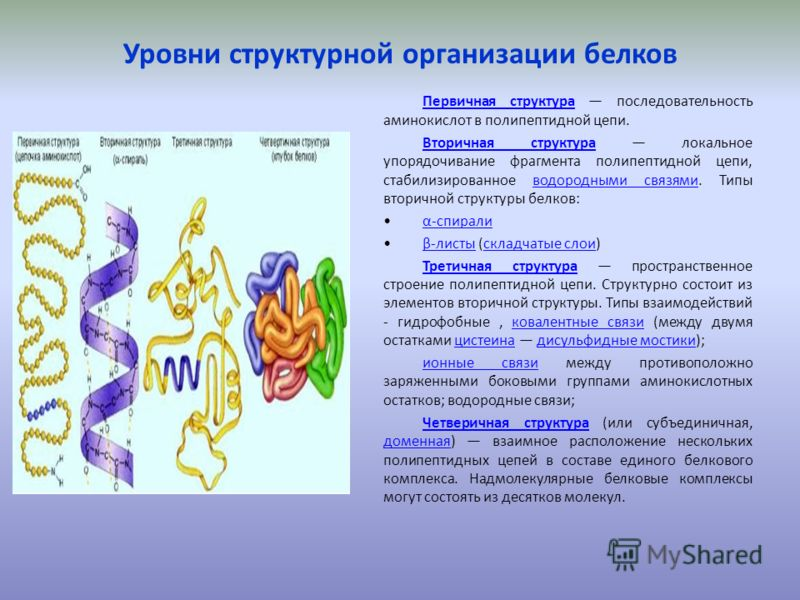 Уровни структурной организации белков
Первичная структура
(цепочка аминокислот)
Вторичная структура
(α-спираль)
Третичная структура
Четвертичная структура
(клубок белков)
Первичная структура — последовательность
аминокислот в полипептидной цепи.
Вторичная структура — локальное
упорядочивание фрагмента полипептидной цепи,
стабилизированное водородными связями. Типы
вторичной структуры белков:
• α-спирали
• β-листы (складчатые слои)
Третичная структура — пространственное
строение полипептидной цепи. Структурно состоит из
элементов вторичной структуры. Типы взаимодействий
- гидрофобные , ковалентные связи (между двумя
остатками цистеина — дисульфидные мостики);
ионные связи между противоположно
заряженными боковыми группами аминокислотных
остатков; водородные связи;
Четверичная структура (или субъединичная,
доменная) — взаимное расположение нескольких
полипептидных цепей в составе единого белкового
комплекса. Надмолекулярные белковые комплексы
могут состоять из десятков молекул.
MyShared